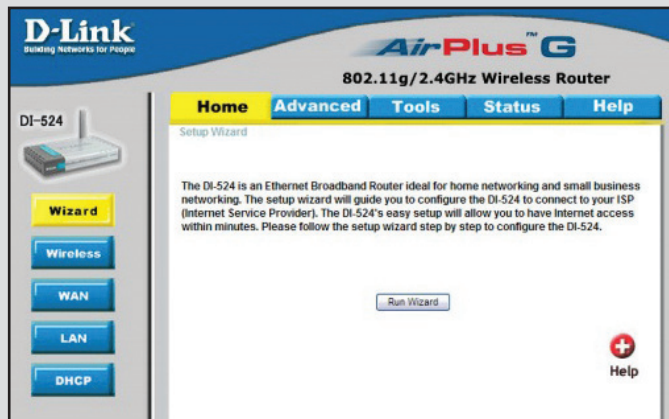 D-Link
Building Networks for People
AirPlus G™
802.11g/2.4GHz Wireless Router
DI-524
Home Advanced Tools Status Help
Setup Wizard
The DI-524 is an Ethernet Broadband Router ideal for home networking and small business
networking. The setup wizard will guide you to configure the DI-524 to connect to your ISP
(Internet Service Provider). The DI-524's easy setup will allow you to have Internet access
within minutes. Please follow the setup wizard step by step to configure the DI-524.
Wizard
Wireless
WAN
LAN
DHCP
Run Wizard
Help